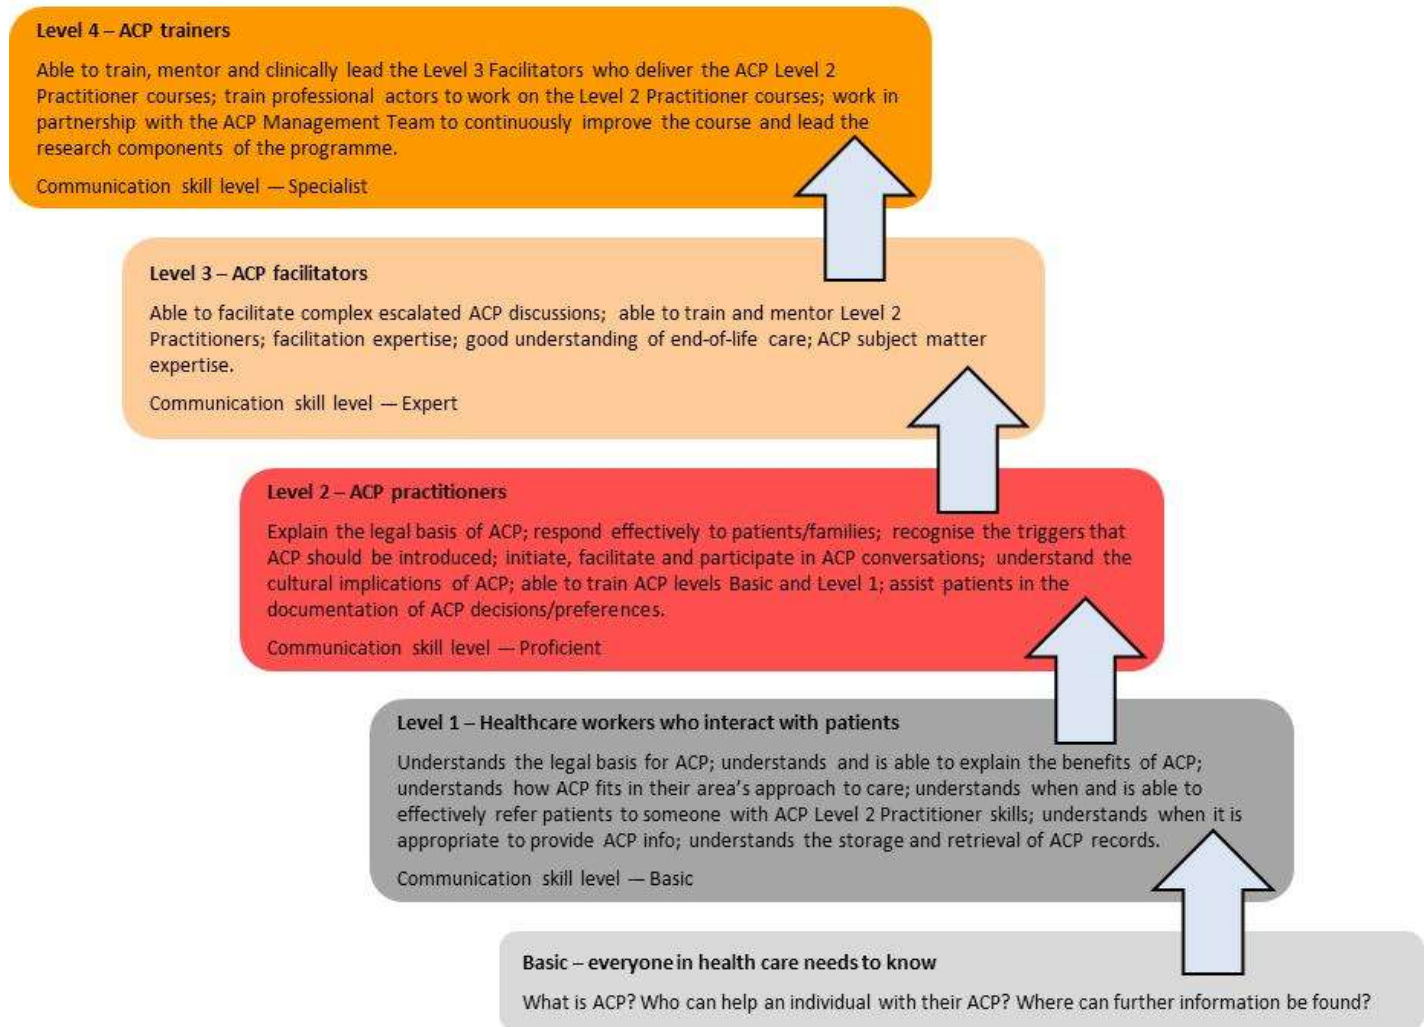 Level 4 – ACP trainers
Able to train, mentor and clinically lead the Level 3 Facilitators who deliver the ACP Level 2
Practitioner courses; train professional actors to work on the Level 2 Practitioner courses; work in
partnership with the ACP Management Team to continuously improve the course and lead the
research components of the programme.
Communication skill level — Specialist
Level 3 – ACP facilitators
Able to facilitate complex escalated ACP discussions; able to train and mentor Level 2
Practitioners; facilitation expertise; good understanding of end-of-life care; ACP subject matter
expertise.
Communication skill level — Expert
Level 2 – ACP practitioners
Explain the legal basis of ACP; respond effectively to patients/families; recognise the triggers that
ACP should be introduced; initiate, facilitate and participate in ACP conversations; understand the
cultural implications of ACP; able to train ACP levels Basic and Level 1; assist patients in the
documentation of ACP decisions/preferences.
Communication skill level — Proficient
Level 1 – Healthcare workers who interact with patients
Understands the legal basis for ACP; understands and is able to explain the benefits of ACP;
understands how ACP fits in their area's approach to care; understands when and is able to
effectively refer patients to someone with ACP Level 2 Practitioner skills; understands when it is
appropriate to provide ACP info; understands the storage and retrieval of ACP records.
Communication skill level — Basic
Basic – everyone in health care needs to know
What is ACP? Who can help an individual with their ACP? Where can further information be found?